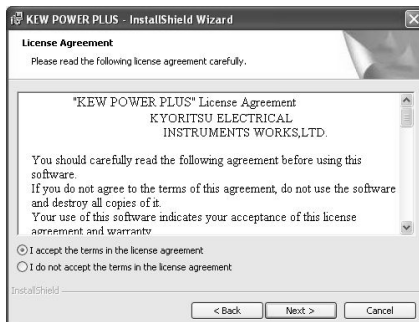 KEW POWER PLUS - InstallShield Wizard
License Agreement
Please read the following license agreement carefully.
"KEW POWER PLUS" License Agreement
KYORITSU ELECTRICAL
INSTRUMENTS WORKS,LTD.
You should carefully read the following agreement before using this
software.
If you do not agree to the terms of this agreement, do not use the software
and destroy all copies of it.
Your use of this software indicates your acceptance of this license
agreement and warranty.
I accept the terms in the license agreement
I do not accept the terms in the license agreement
InstallShield
< Back
Next >
Cancel